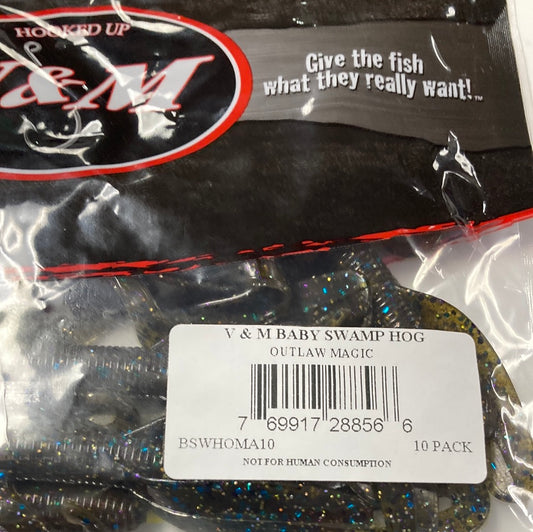 HOOKED UP
V&M
Give the fish
what they really want!™
V & M BABY SWAMP HOG
OUTLAW MAGIC
7 69917 28856 6
BSWHOMA10 10 PACK
NOT FOR HUMAN CONSUMPTION